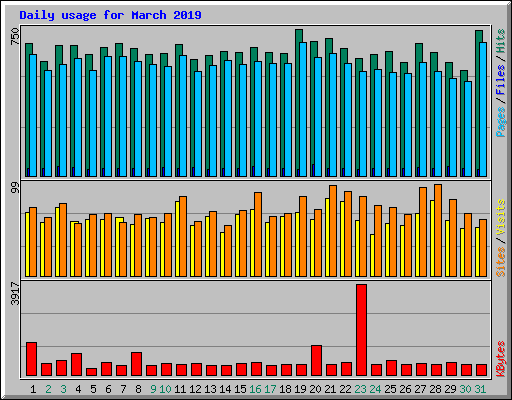 Daily usage for March 2019
750
Pages / Files / Hits
99
Sites / Visits
3917
KBytes
1 2 3 4 5 6 7 8 9 10 11 12 13 14 15 16 17 18 19 20 21 22 23 24 25 26 27 28 29 30 31